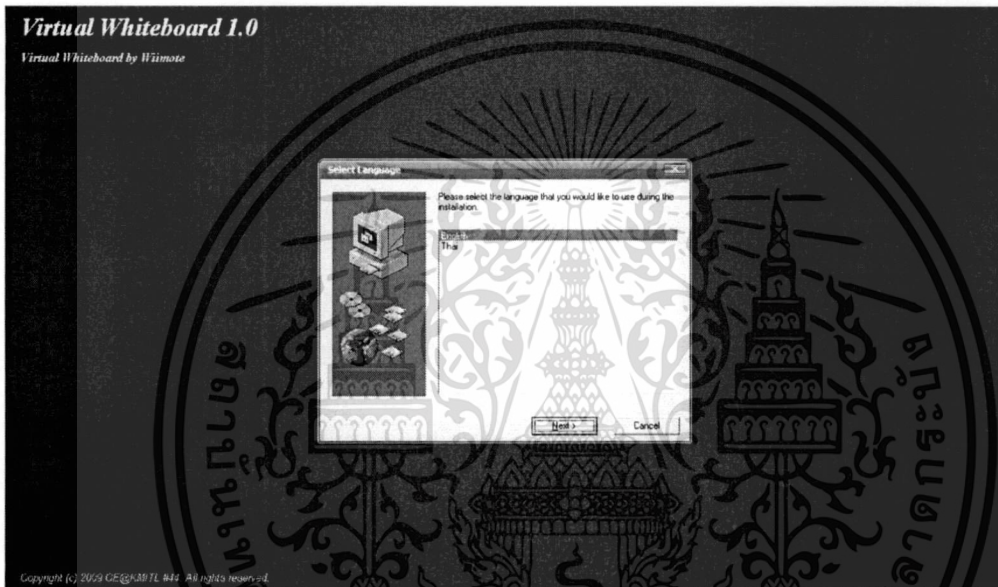 Virtual Whiteboard 1.0
Virtual Whiteboard by Wiimote
Select Language
Please select the language that you would like to use during the
installation.
English
Thai
Next >
Cancel
Copyright (c) 2009 CE@KMITL #44. All rights reserved.